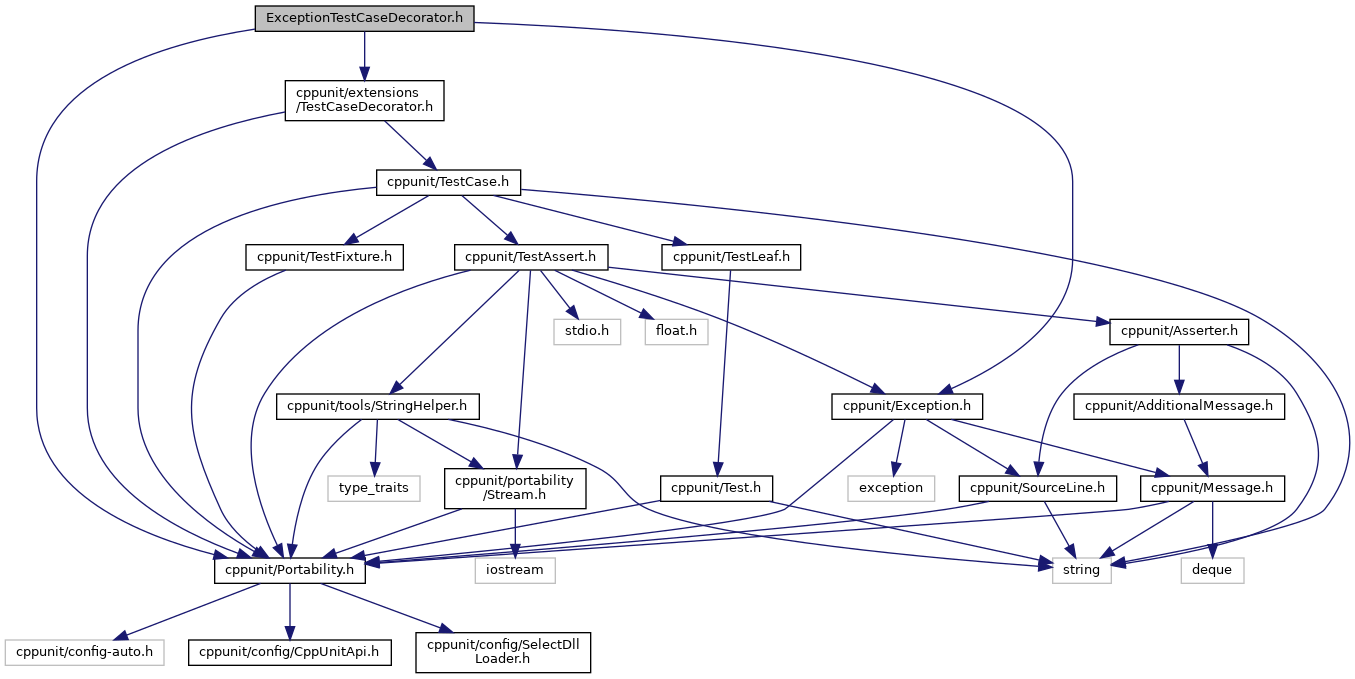 ExceptionTestCaseDecorator.h
cppunit/extensions
/TestCaseDecorator.h
cppunit/TestCase.h
cppunit/TestFixture.h
cppunit/TestAssert.h
cppunit/TestLeaf.h
stdio.h
float.h
cppunit/Asserter.h
cppunit/tools/StringHelper.h
cppunit/Exception.h
cppunit/AdditionalMessage.h
type_traits
cppunit/portability
/Stream.h
cppunit/Test.h
exception
cppunit/SourceLine.h
cppunit/Message.h
cppunit/Portability.h
iostream
string
deque
cppunit/config-auto.h
cppunit/config/CppUnitApi.h
cppunit/config/SelectDll
Loader.h